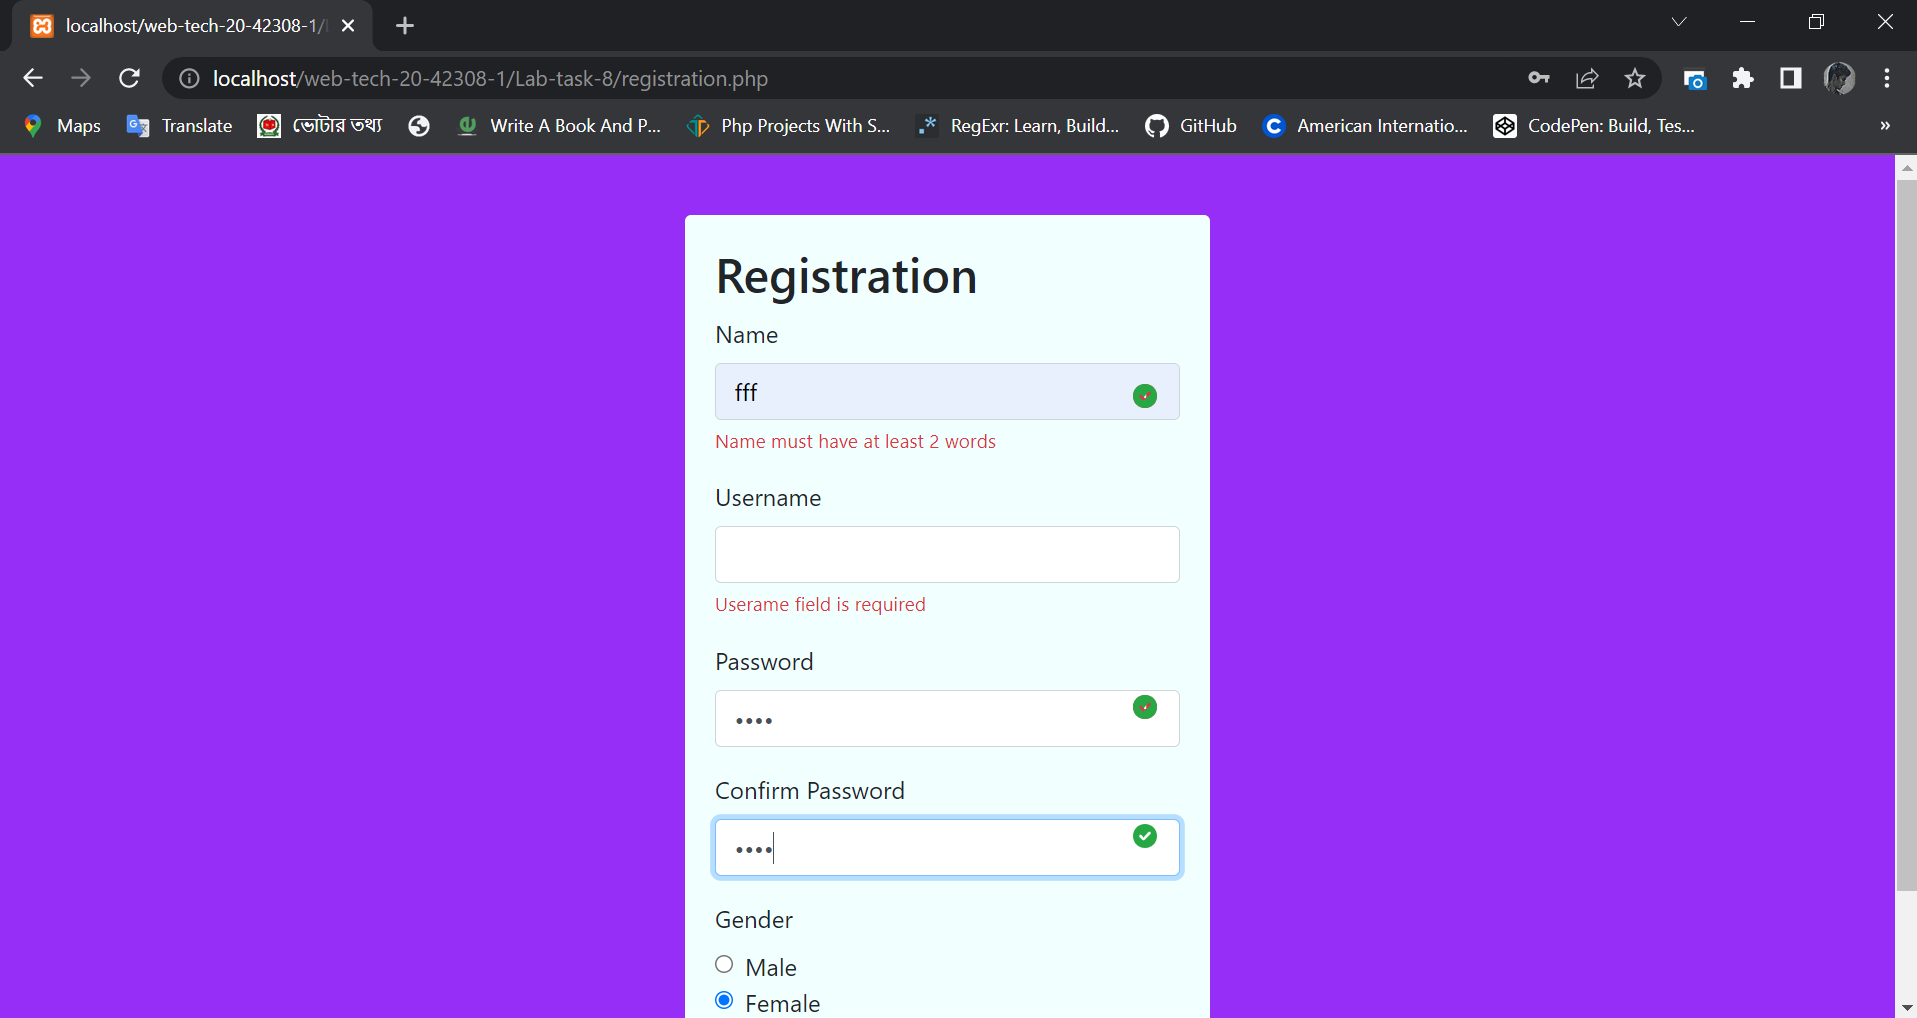 localhost/web-tech-20-42308-1/
localhost/web-tech-20-42308-1/Lab-task-8/registration.php
Maps Translate ভোটার তথ্য Write A Book And P... Php Projects With S... RegExr: Learn, Build... GitHub American Internatio... CodePen: Build, Tes... »
Registration
Name
fff
Name must have at least 2 words
Username
Userame field is required
Password
••••
Confirm Password
••••
Gender
Male
Female